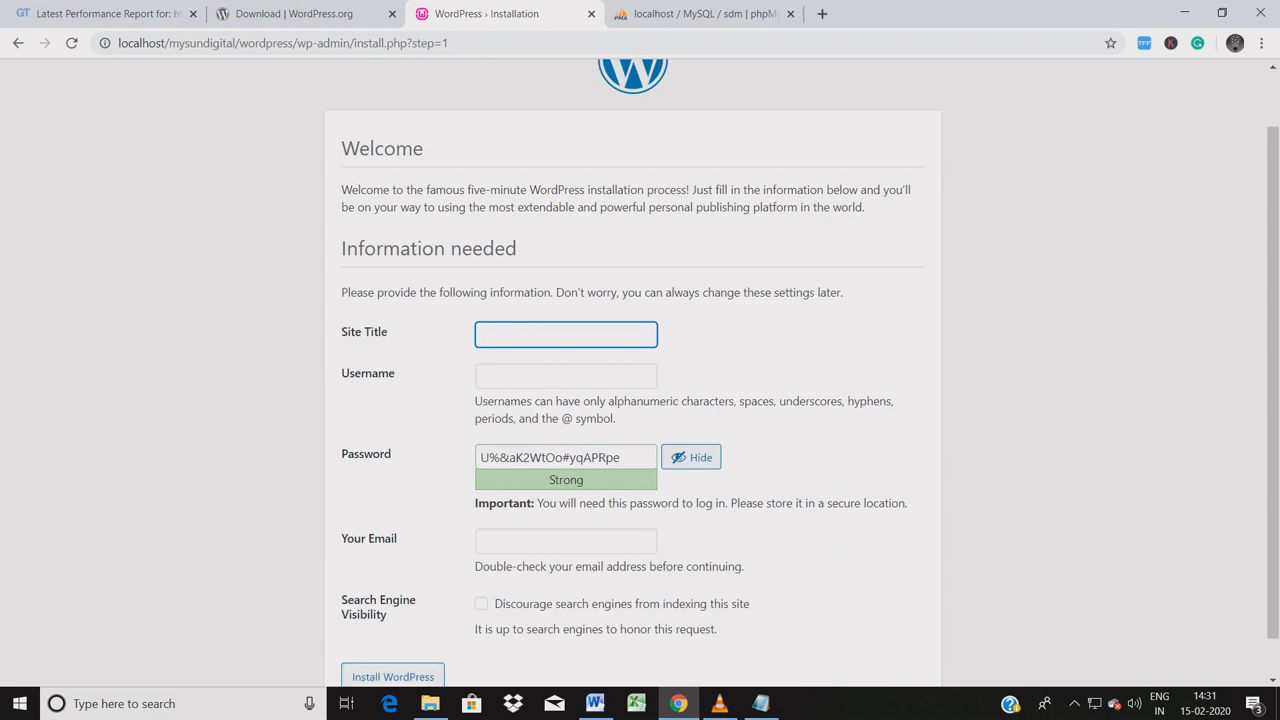 Latest Performance Report for: h
Download | WordPress.org
WordPress › Installation
localhost / MySQL / sdm | phpMy
localhost/mysundigital/wordpress/wp-admin/install.php?step=1
Welcome
Welcome to the famous five-minute WordPress installation process! Just fill in the information below and you’ll
be on your way to using the most extendable and powerful personal publishing platform in the world.
Information needed
Please provide the following information. Don’t worry, you can always change these settings later.
Site Title
Username
Usernames can have only alphanumeric characters, spaces, underscores, hyphens,
periods, and the @ symbol.
Password
U%&aK2WtOo#yqAPRpe
Hide
Strong
Important: You will need this password to log in. Please store it in a secure location.
Your Email
Double-check your email address before continuing.
Search Engine
Visibility
Discourage search engines from indexing this site
It is up to search engines to honor this request.
Install WordPress
Type here to search
ENG
IN
14:31
15-02-2020
3